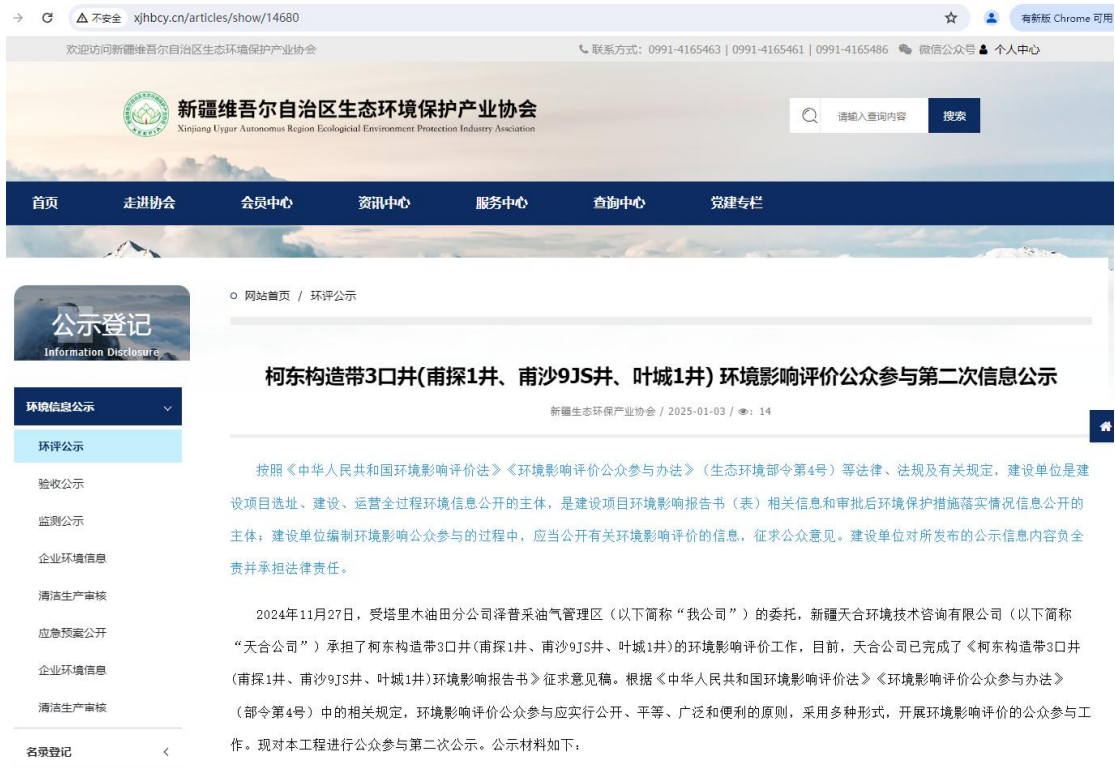 不安全 xjhbcy.cn/articles/show/14680
有新版 Chrome 可用
欢迎访问新疆维吾尔自治区生态环境保护产业协会
联系方式：0991-4165463 | 0991-4165461 | 0991-4165486 微信公众号 个人中心
新疆维吾尔自治区生态环境保护产业协会
Xinjiang Uygur Autonomus Region Ecologicial Environment Protection Industry Assciation
XEEPIA
请输入查询内容 搜索
首页 走进协会 会员中心 资讯中心 服务中心 查询中心 党建专栏
公示登记
Information Disclosure
环境信息公示
环评公示
验收公示
监测公示
企业环境信息
清洁生产审核
应急预案公开
企业环境信息
清洁生产审核
名录登记
网站首页 / 环评公示
柯东构造带3口井(甫探1井、甫沙9JS井、叶城1井) 环境影响评价公众参与第二次信息公示
新疆生态环保产业协会 / 2025-01-03 / : 14
按照《中华人民共和国环境影响评价法》《环境影响评价公众参与办法》（生态环境部令第4号）等法律、法规及有关规定，建设单位是建
设项目选址、建设、运营全过程环境信息公开的主体，是建设项目环境影响报告书（表）相关信息和审批后环境保护措施落实情况信息公开的
主体；建设单位编制环境影响公众参与的过程中，应当公开有关环境影响评价的信息，征求公众意见。建设单位对所发布的公示信息内容负全
责并承担法律责任。
2024年11月27日，受塔里木油田分公司泽普采油气管理区（以下简称“我公司”）的委托，新疆天合环境技术咨询有限公司（以下简称
“天合公司”）承担了柯东构造带3口井(甫探1井、甫沙9JS井、叶城1井)的环境影响评价工作，目前，天合公司已完成了《柯东构造带3口井
(甫探1井、甫沙9JS井、叶城1井)环境影响报告书》征求意见稿。根据《中华人民共和国环境影响评价法》《环境影响评价公众参与办法》
（部令第4号）中的相关规定，环境影响评价公众参与应实行公开、平等、广泛和便利的原则，采用多种形式，开展环境影响评价的公众参与工
作。现对本工程进行公众参与第二次公示。公示材料如下：